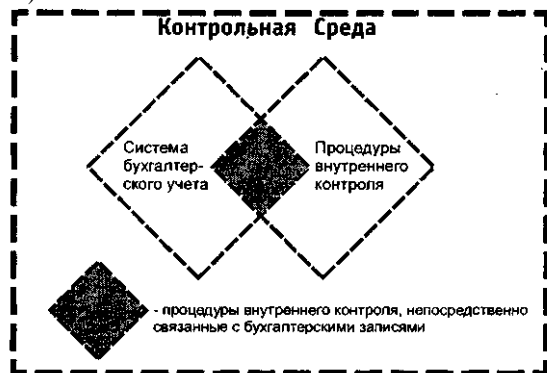 Контрольная Среда
Система
бухгалтер-
ского учета
Процедуры
внутреннего
контроля
- процедуры внутреннего контроля, непосредственно
связанные с бухгалтерскими записями